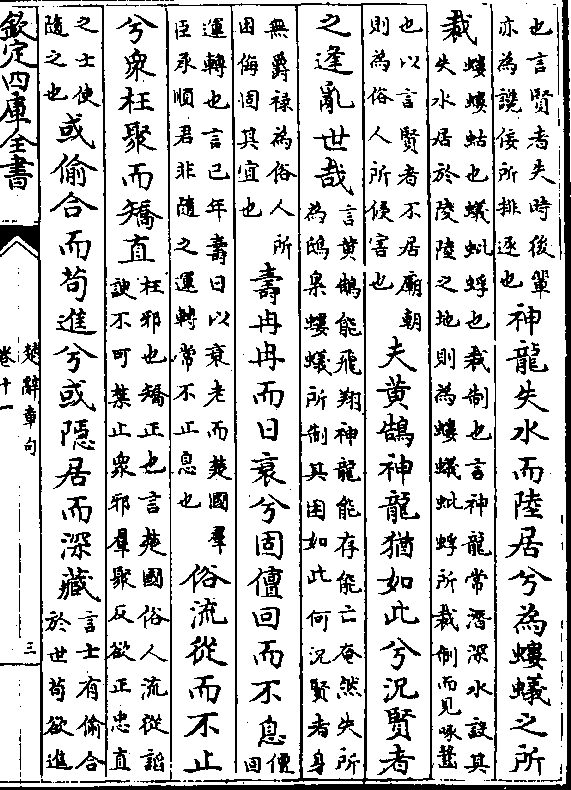 也言賢者失時後輩
亦為讒佞所排逐也
神龍失水而陸居兮為螻蟻之所
裁
螻螻蛄也蟻蚍蜉也裁制也言神龍常潛深水設其
失水居於陵陸之地則為螻蟻蚍蜉所裁制而見啄齧
也以言賢者不居廟朝
則為俗人所侵害也
夫黄鵠神龍猶如此兮況賢者
之逢亂世哉
言黄鵠能飛翔神龍能存能亡奄然失所
為鴟梟螻蟻所制其困如此何況賢者身
無爵禄為俗人所
困侮固其宜也
壽冉冉而日衰兮固儃回而不息
儃
回
運轉也言已年壽日以衰老而楚國羣
臣承順君非隨之運轉常不止息也
俗流從而不止
兮衆枉聚而矯直
枉邪也矯正也言楚國俗人流從諂
諛不可禁止衆邪羣聚反欲正忠直
之士使
隨之也
或偷合而苟進兮或隠居而深藏
言士有偷合
於世苟欲進
欽定四庫全書
楚辭章句
卷十一
三